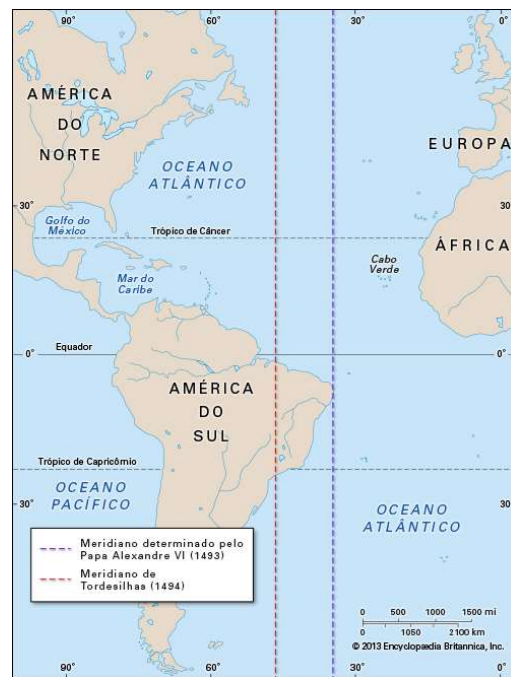 90°
60°
30°
0°
AMÉRICA
DO
NORTE
EUROPA
OCEANO
ATLÂNTICO
30°
30°
Golfo do
México
Trópico de Câncer
ÁFRICA
Mar do
Caribe
Cabo
Verde
Equador
0°
0°
AMÉRICA
DO
SUL
Trópico de Capricômio
OCEANO
PACÍFICO
30°
30°
OCEANO
ATLÂNTICO
Meridiano determinado pelo
Papa Alexandre VI (1493)
Meridiano de
Tordesilhas (1494)
0 500 1000 1500 mi
0 1050 2100 km
© 2013 Encyclopædia Britannica, Inc.
90°
60°
30°
0°